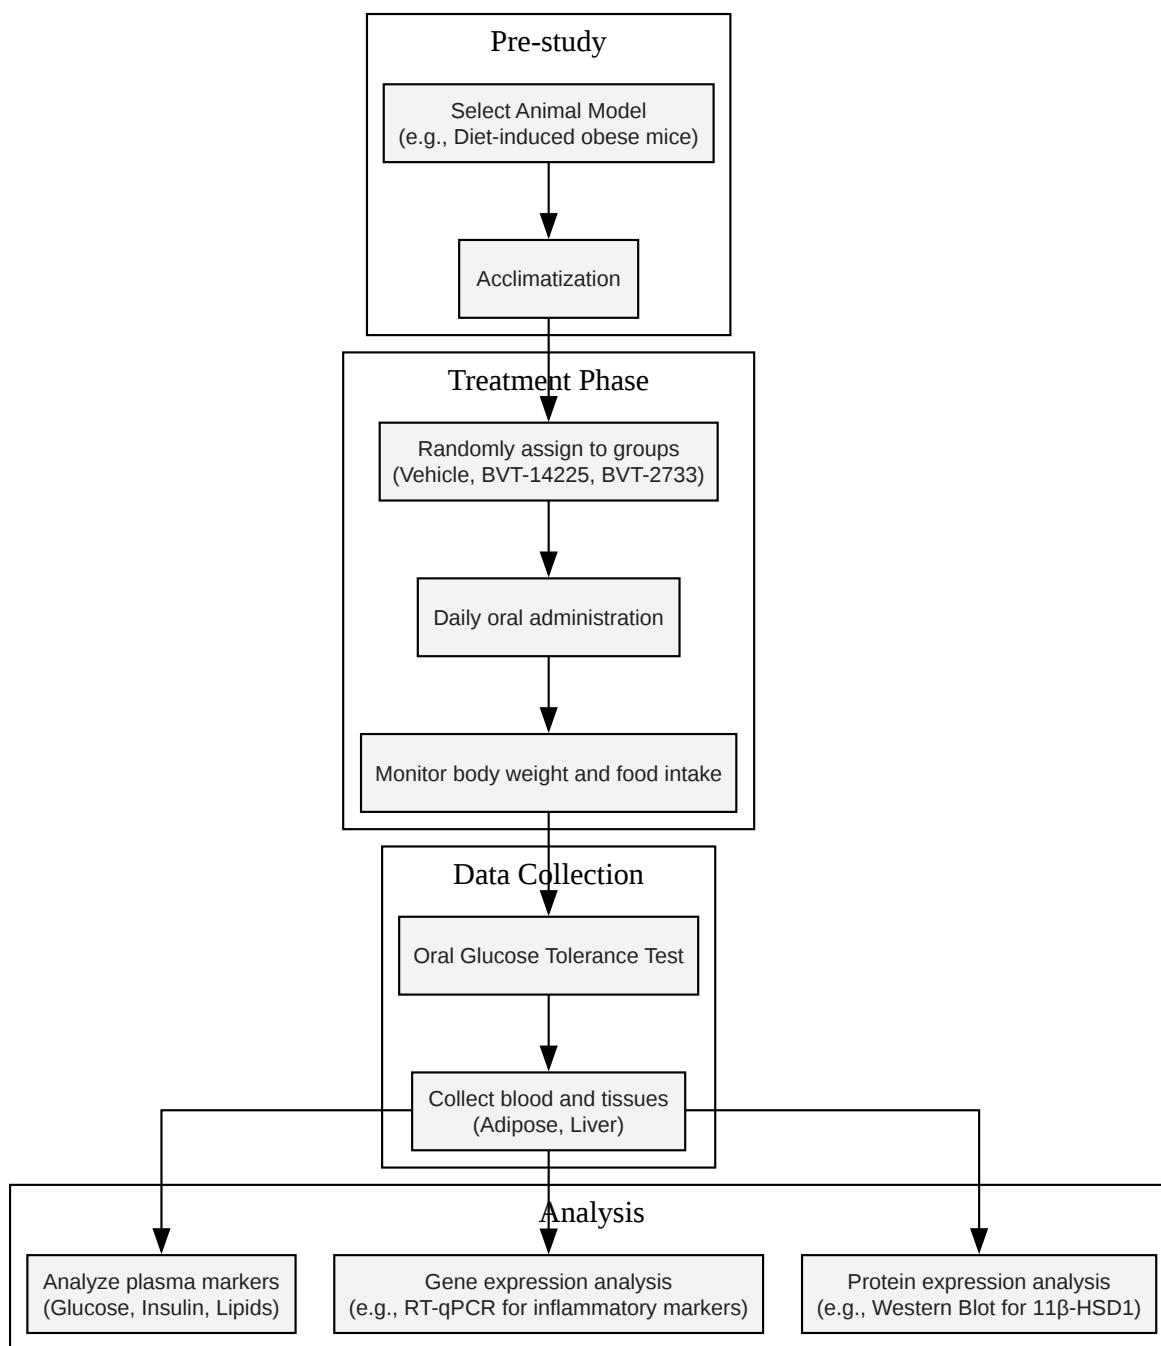 Pre-study
Select Animal Model
(e.g., Diet-induced obese mice)
Acclimatization
Treatment Phase
Randomly assign to groups
(Vehicle, BVT-14225, BVT-2733)
Daily oral administration
Monitor body weight and food intake
Data Collection
Oral Glucose Tolerance Test
Collect blood and tissues
(Adipose, Liver)
Analysis
Analyze plasma markers
(Glucose, Insulin, Lipids)
Gene expression analysis
(e.g., RT-qPCR for inflammatory markers)
Protein expression analysis
(e.g., Western Blot for 11β-HSD1)